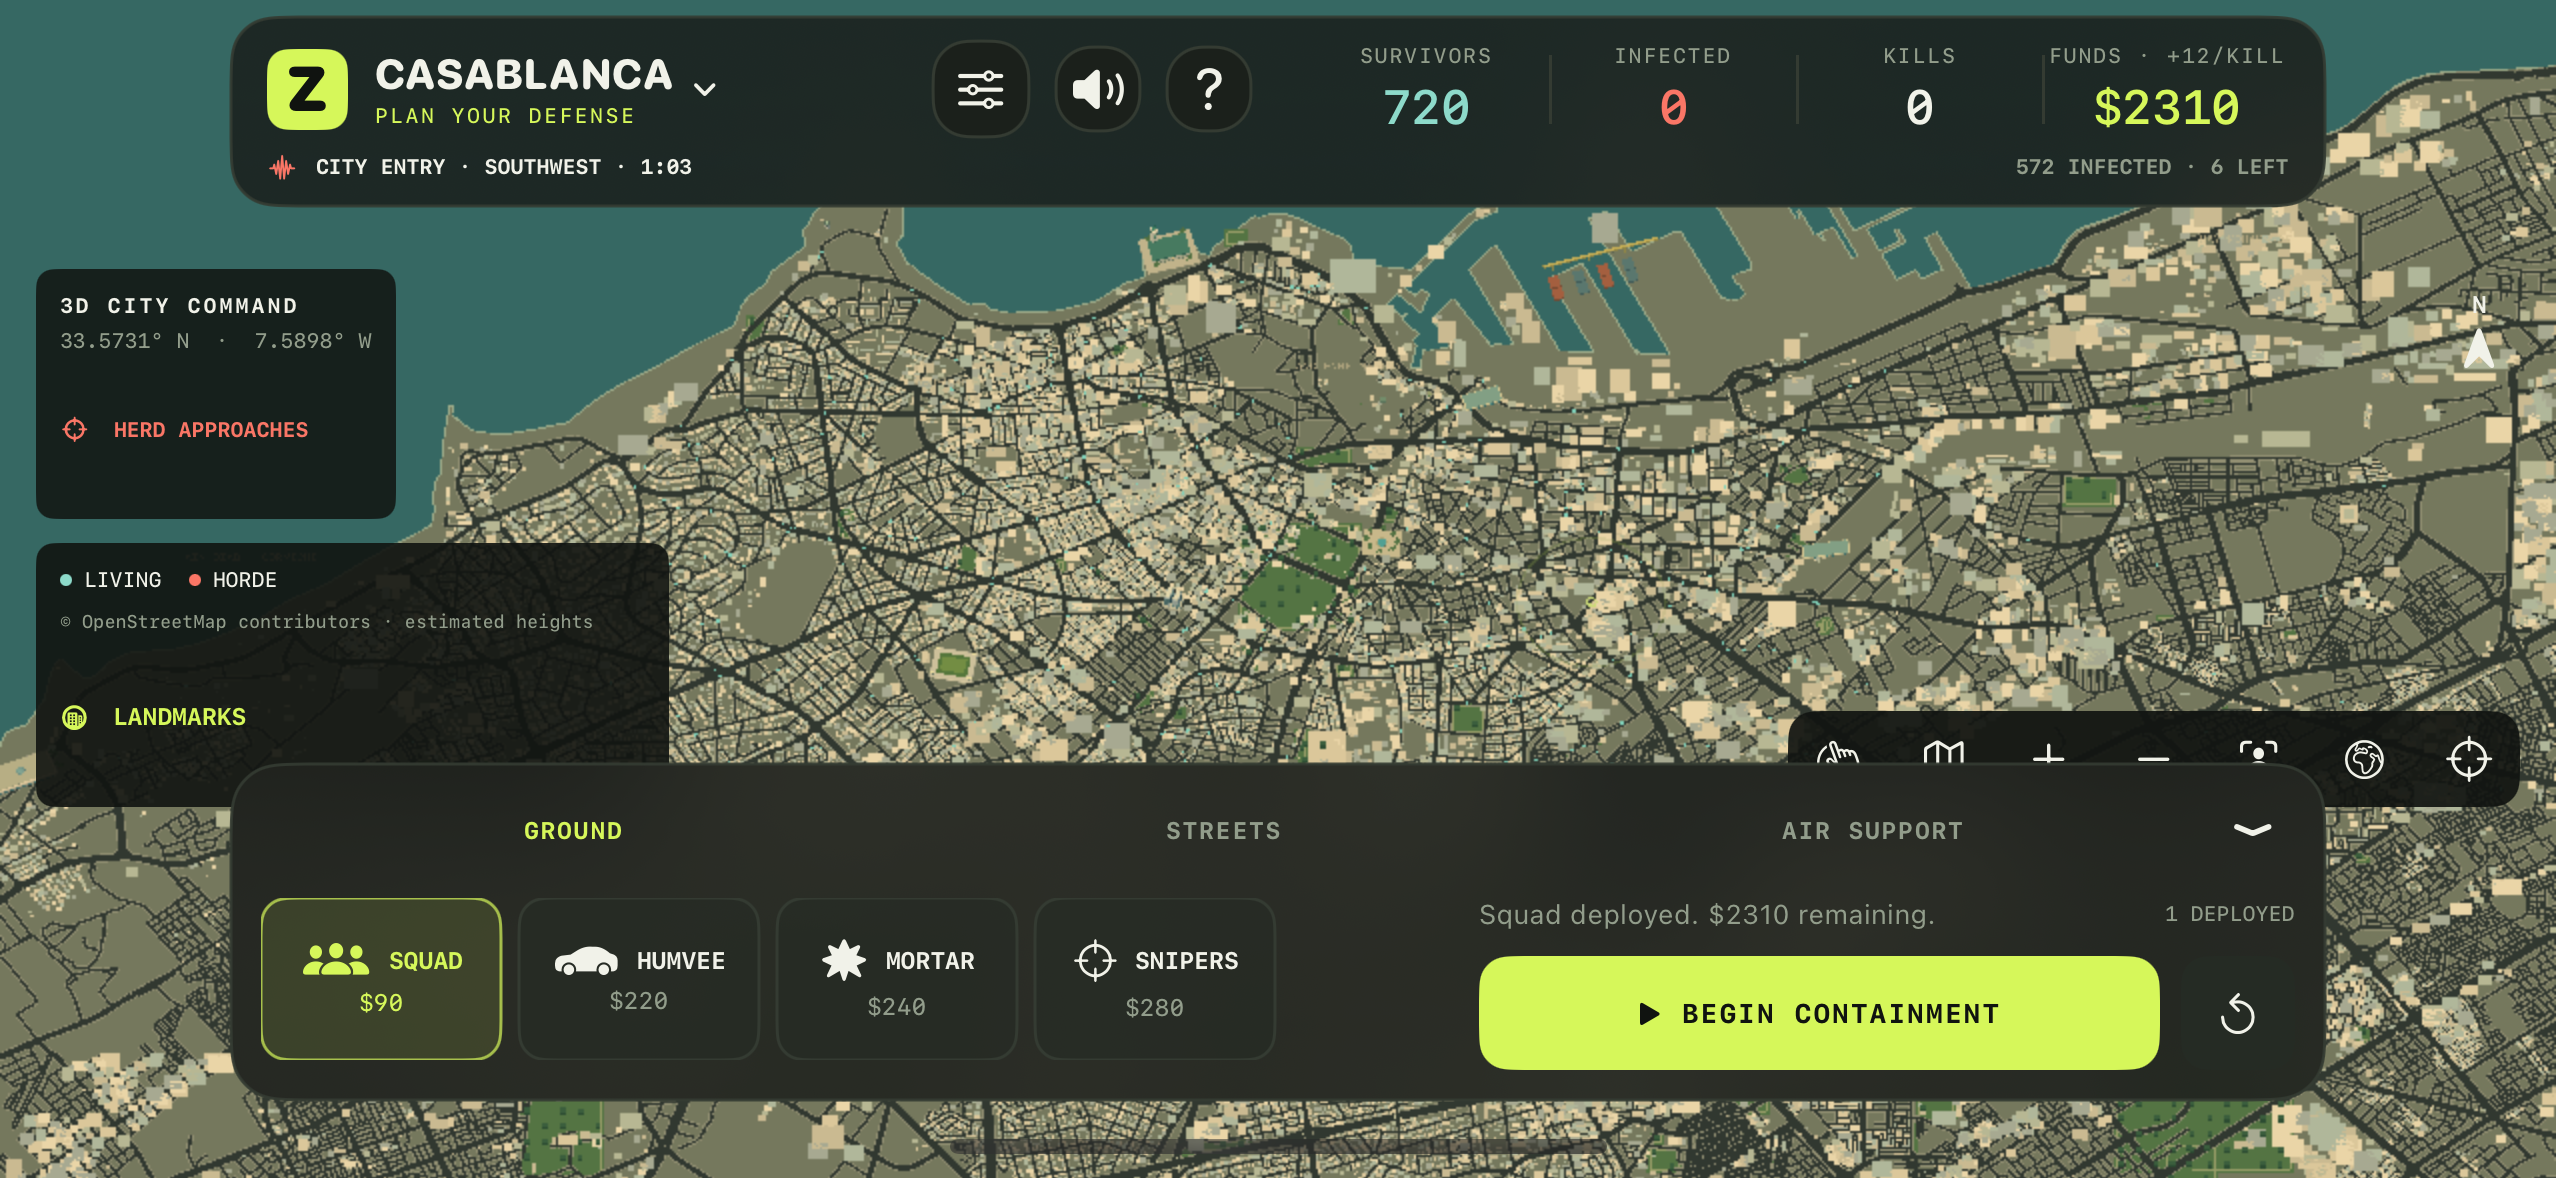 Z
CASABLANCA
PLAN YOUR DEFENSE
CITY ENTRY · SOUTHWEST · 1:03
?
SURVIVORS
720
INFECTED
0
KILLS
0
FUNDS · +12/KILL
$2310
572 INFECTED · 6 LEFT
3D CITY COMMAND
33.5731° N · 7.5898° W
HERD APPROACHES
N
LIVING HORDE
© OpenStreetMap contributors · estimated heights
LANDMARKS
GROUND STREETS AIR SUPPORT
SQUAD
$90
HUMVEE
$220
MORTAR
$240
SNIPERS
$280
Squad deployed. $2310 remaining.
1 DEPLOYED
BEGIN CONTAINMENT